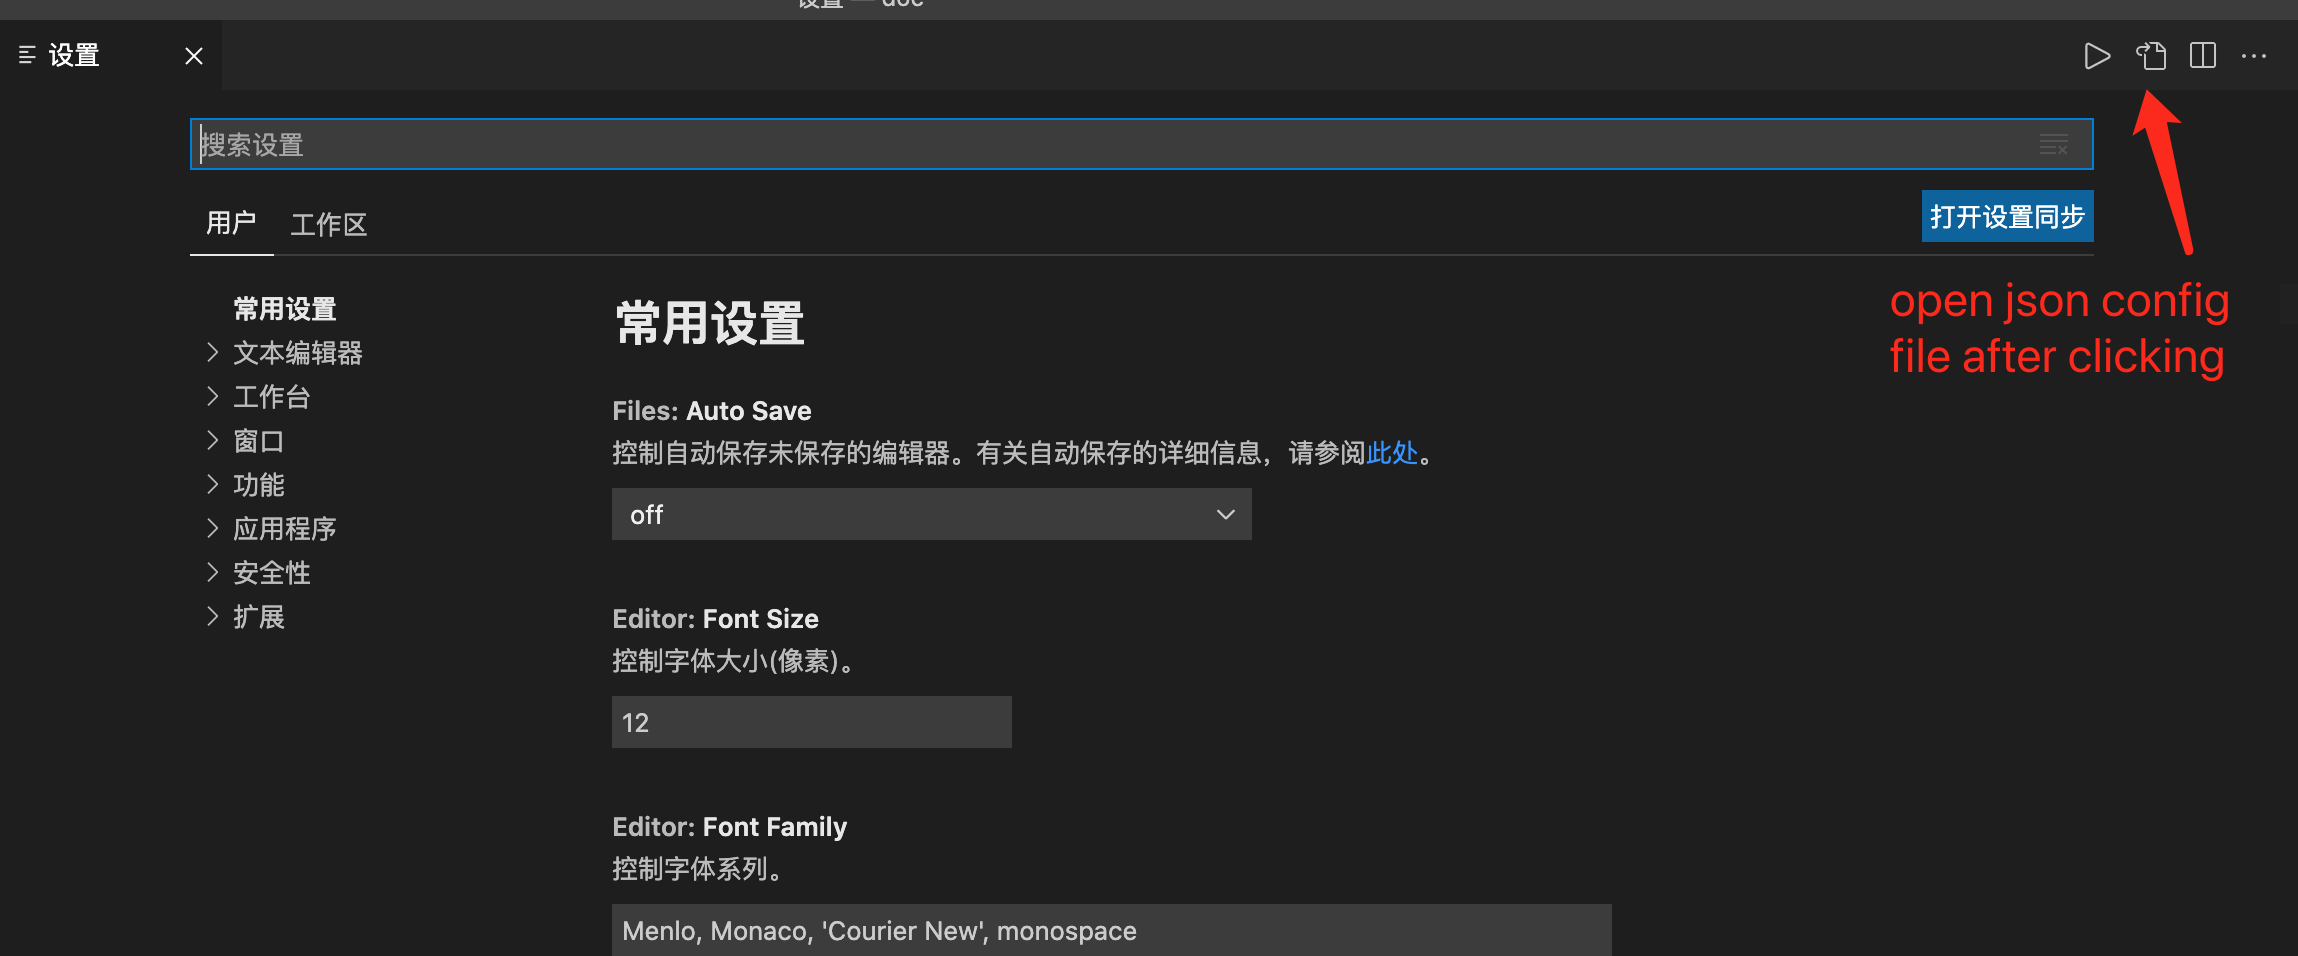 设置 — doc
设置
搜索设置
用户 工作区
打开设置同步
open json config
file after clicking
常用设置
文本编辑器
工作台
窗口
功能
应用程序
安全性
扩展
常用设置
Files: Auto Save
控制自动保存未保存的编辑器。有关自动保存的详细信息，请参阅此处。
off
Editor: Font Size
控制字体大小(像素)。
12
Editor: Font Family
控制字体系列。
Menlo, Monaco, 'Courier New', monospace